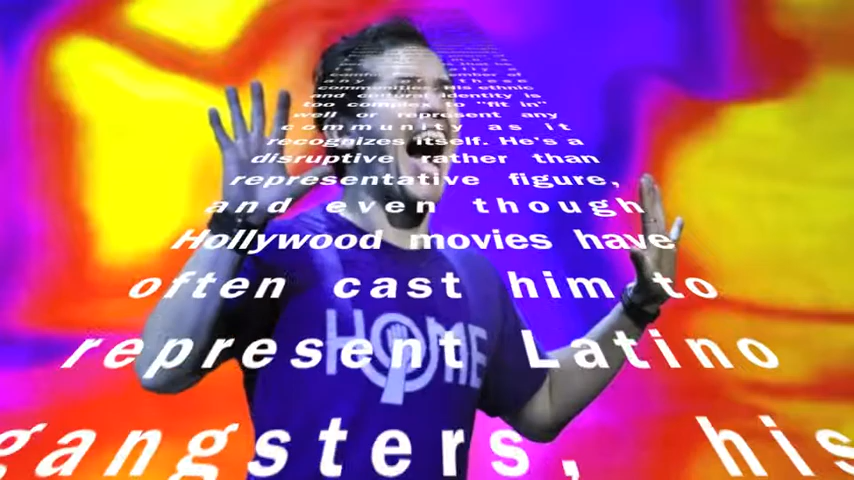 communities. His ethnic
and cultural identity is
too complex to "fit in"
well or represent any
community as it
recognizes itself. He's a
disruptive rather than
representative figure,
and even though
Hollywood movies have
often cast him to
represent Latino
gangsters, his
HOME